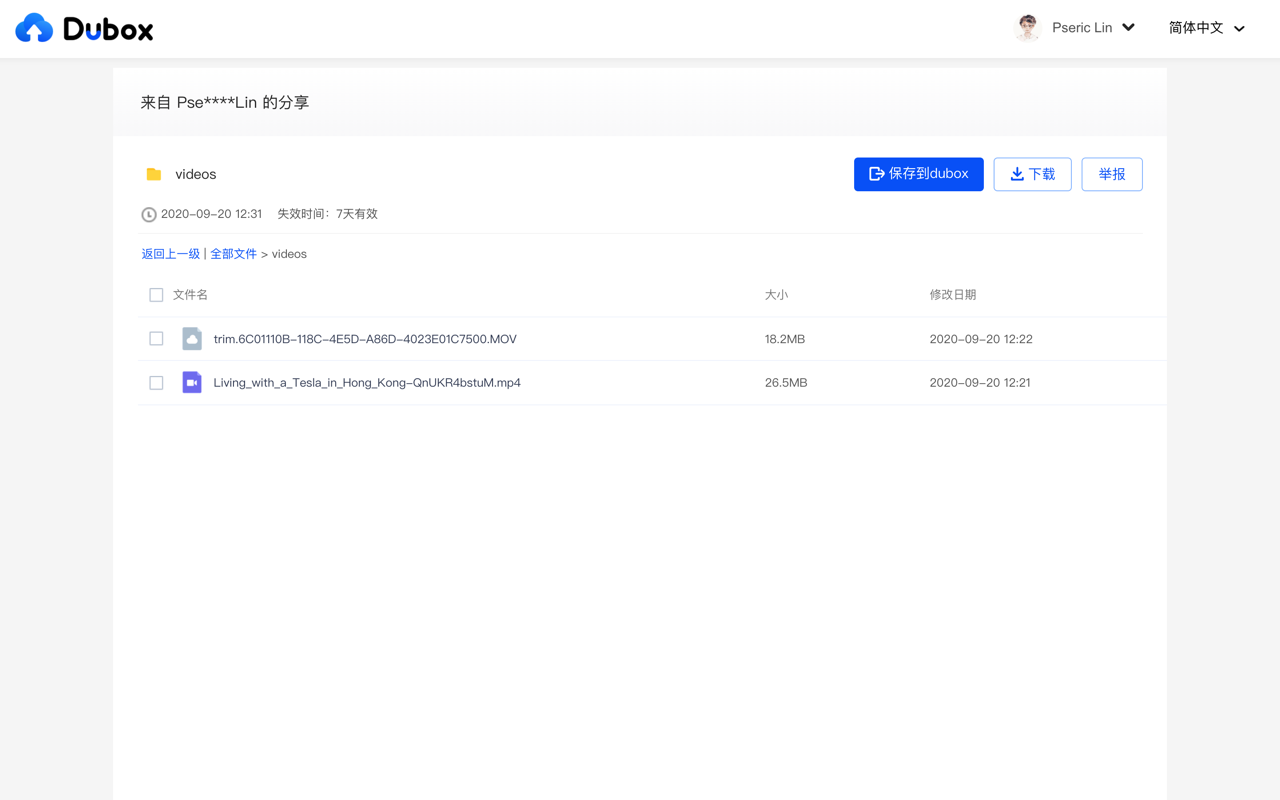 Dubox
Pseric Lin
简体中文
来自 Pse****Lin 的分享
videos
保存到dubox
下载
举报
2020-09-20 12:31 失效时间：7天有效
返回上一级 | 全部文件 > videos
文件名 大小 修改日期
trim.6C01110B-118C-4E5D-A86D-4023E01C7500.MOV 18.2MB 2020-09-20 12:22
Living_with_a_Tesla_in_Hong_Kong-QnUKR4bstuM.mp4 26.5MB 2020-09-20 12:21